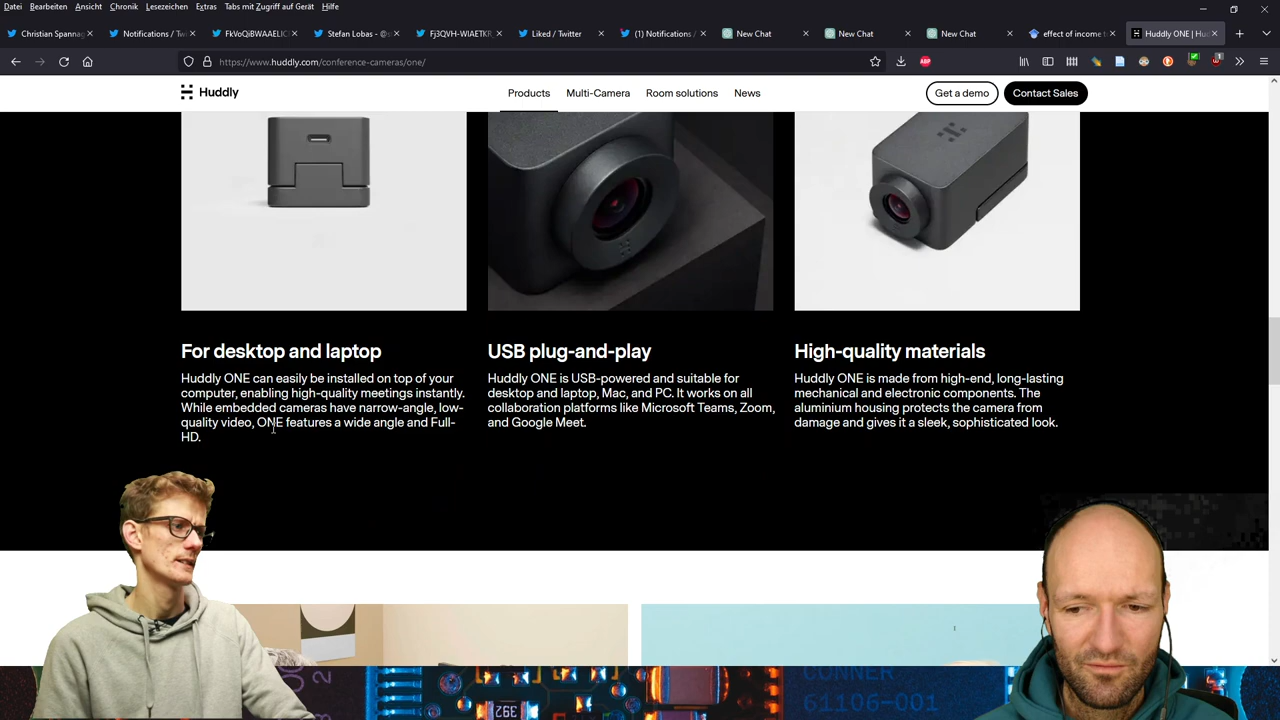 Datei Bearbeiten Ansicht Chronik Lesezeichen Extras Tabs mit Zugriff auf Gerät Hilfe
Christian Spannag Notifications / Twi FkVoQiBWAAELIC Stefan Lobas - @s Fj3QVH-WIAETKR Liked / Twitter (1) Notifications / New Chat New Chat New Chat effect of income Huddly ONE | Hu
https://www.huddly.com/conference-cameras/one/
Huddly Products Multi-Camera Room solutions News Get a demo Contact Sales
For desktop and laptop
Huddly ONE can easily be installed on top of your
computer, enabling high-quality meetings instantly.
While embedded cameras have narrow-angle, low-
quality video, ONE features a wide angle and Full-
HD.
USB plug-and-play
Huddly ONE is USB-powered and suitable for
desktop and laptop, Mac, and PC. It works on all
collaboration platforms like Microsoft Teams, Zoom,
and Google Meet.
High-quality materials
Huddly ONE is made from high-end, long-lasting
mechanical and electronic components. The
aluminium housing protects the camera from
damage and gives it a sleek, sophisticated look.
392
CONNER
61106-001